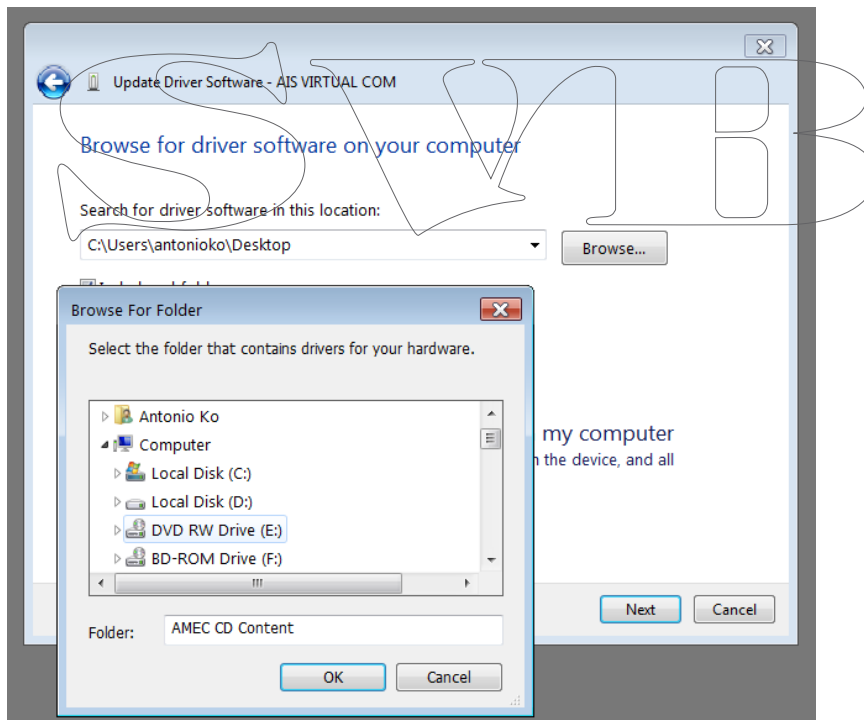 Update Driver Software - AIS VIRTUAL COM
Browse for driver software on your computer
Search for driver software in this location:
C:\Users\antonioko\Desktop
Browse...
Browse For Folder
Select the folder that contains drivers for your hardware.
Antonio Ko
Computer
Local Disk (C:)
Local Disk (D:)
DVD RW Drive (E:)
BD-ROM Drive (F:)
my computer
the device, and all
Folder: AMEC CD Content
OK Cancel
Next Cancel